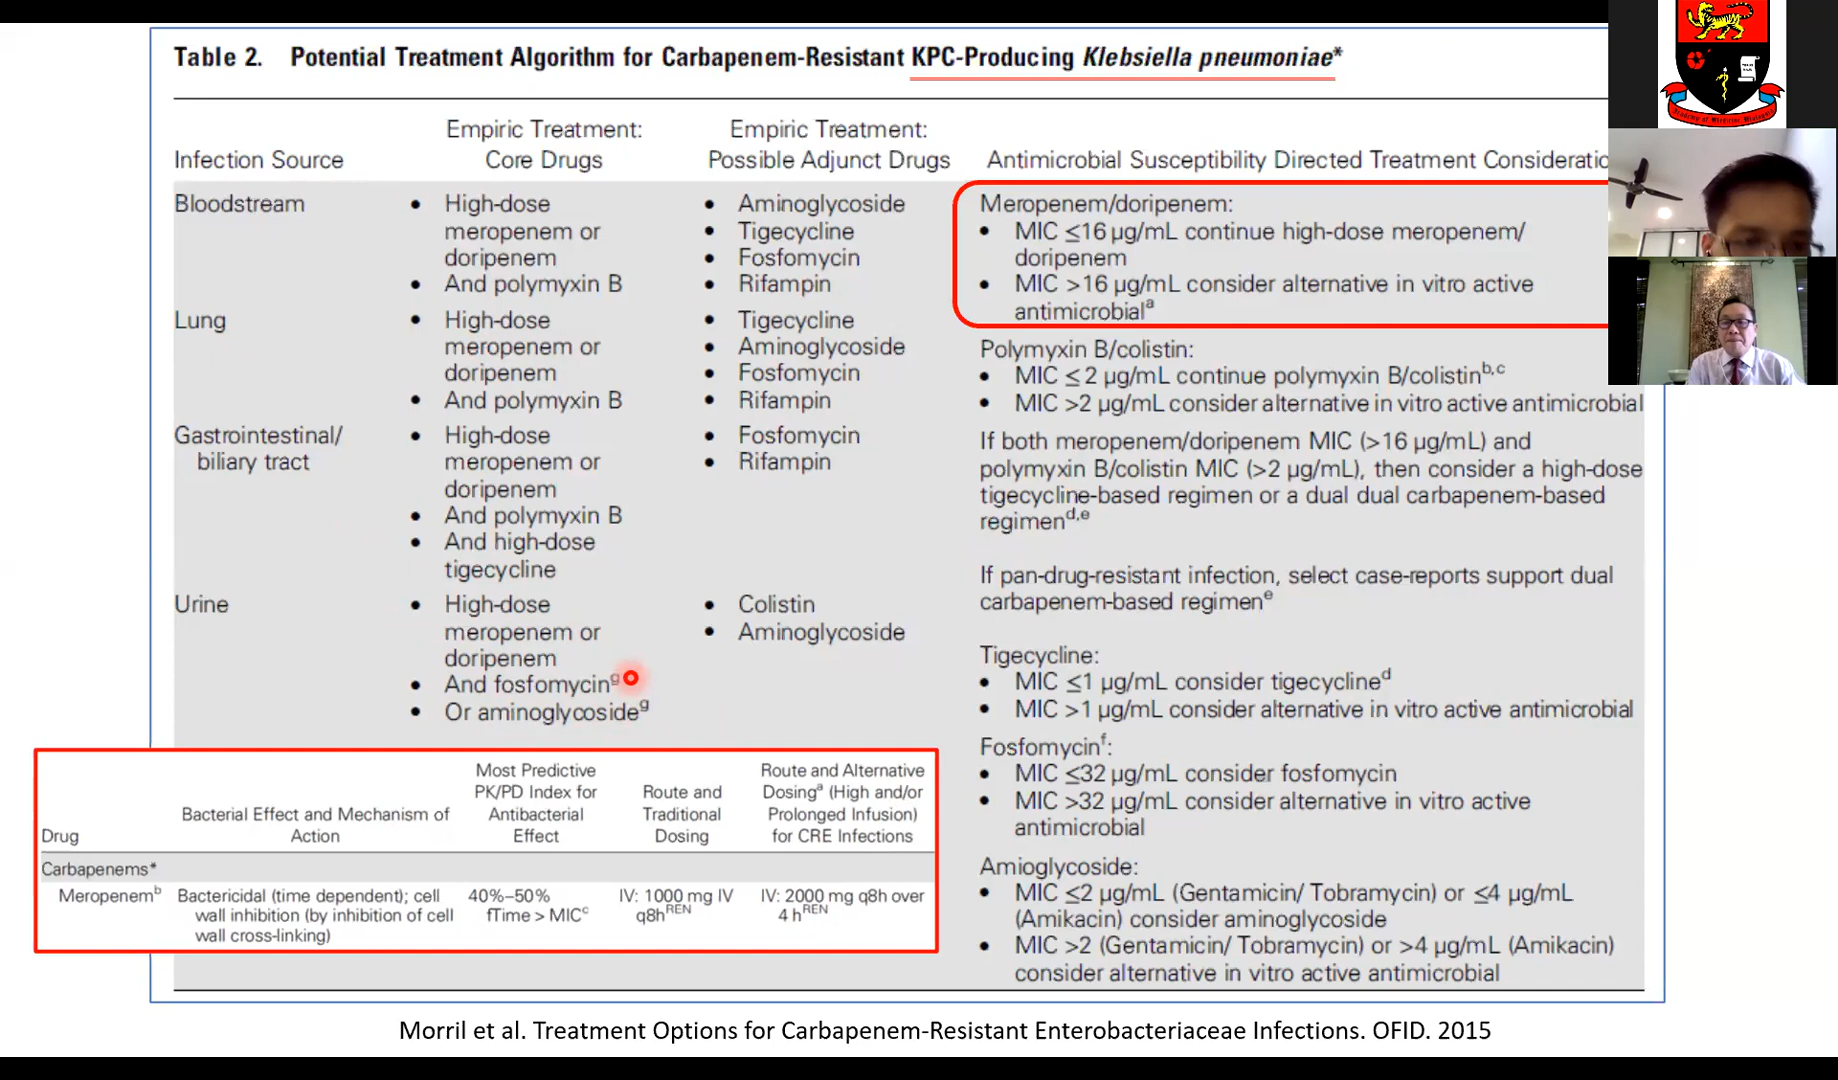 Table 2. Potential Treatment Algorithm for Carbapenem-Resistant KPC-Producing Klebsiella pneumoniae*
Infection Source
Empiric Treatment:
Core Drugs
Empiric Treatment:
Possible Adjunct Drugs
Antimicrobial Susceptibility Directed Treatment Consideratio
Bloodstream
• High-dose
meropenem or
doripenem
• And polymyxin B
• Aminoglycoside
• Tigecycline
• Fosfomycin
• Rifampin
Lung
• High-dose
meropenem or
doripenem
• And polymyxin B
• Tigecycline
• Aminoglycoside
• Fosfomycin
• Rifampin
Gastrointestinal/
biliary tract
• High-dose
meropenem or
doripenem
• And polymyxin B
• And high-dose
tigecycline
• Fosfomycin
• Rifampin
Urine
• High-dose
meropenem or
doripenem
• And fosfomycing
• Or aminoglycosideg
• Colistin
• Aminoglycoside
Meropenem/doripenem:
• MIC ≤16 µg/mL continue high-dose meropenem/
doripenem
• MIC >16 µg/mL consider alternative in vitro active
antimicrobiala
Polymyxin B/colistin:
• MIC ≤ 2 µg/mL continue polymyxin B/colistinb,c
• MIC >2 µg/mL consider alternative in vitro active antimicrobial
If both meropenem/doripenem MIC (>16 µg/mL) and
polymyxin B/colistin MIC (>2 µg/mL), then consider a high-dose
tigecycline-based regimen or a dual dual carbapenem-based
regimend,e
If pan-drug-resistant infection, select case-reports support dual
carbapenem-based regimene
Tigecycline:
• MIC ≤1 µg/mL consider tigecyclined
• MIC >1 µg/mL consider alternative in vitro active antimicrobial
Fosfomycinf:
• MIC ≤32 µg/mL consider fosfomycin
• MIC >32 µg/mL consider alternative in vitro active
antimicrobial
Amioglycoside:
• MIC ≤2 µg/mL (Gentamicin/ Tobramycin) or ≤4 µg/mL
(Amikacin) consider aminoglycoside
• MIC >2 (Gentamicin/ Tobramycin) or >4 µg/mL (Amikacin)
consider alternative in vitro active antimicrobial
Drug
Bacterial Effect and Mechanism of
Action
Most Predictive
PK/PD Index for
Antibacterial
Effect
Route and
Traditional
Dosing
Route and Alternative
Dosinga (High and/or
Prolonged Infusion)
for CRE Infections
Carbapenems*
Meropenemb
Bactericidal (time dependent); cell
wall inhibition (by inhibition of cell
wall cross-linking)
40%–50%
fTime > MICc
IV: 1000 mg IV
q8hREN
IV: 2000 mg q8h over
4 hREN
Morril et al. Treatment Options for Carbapenem-Resistant Enterobacteriaceae Infections. OFID. 2015